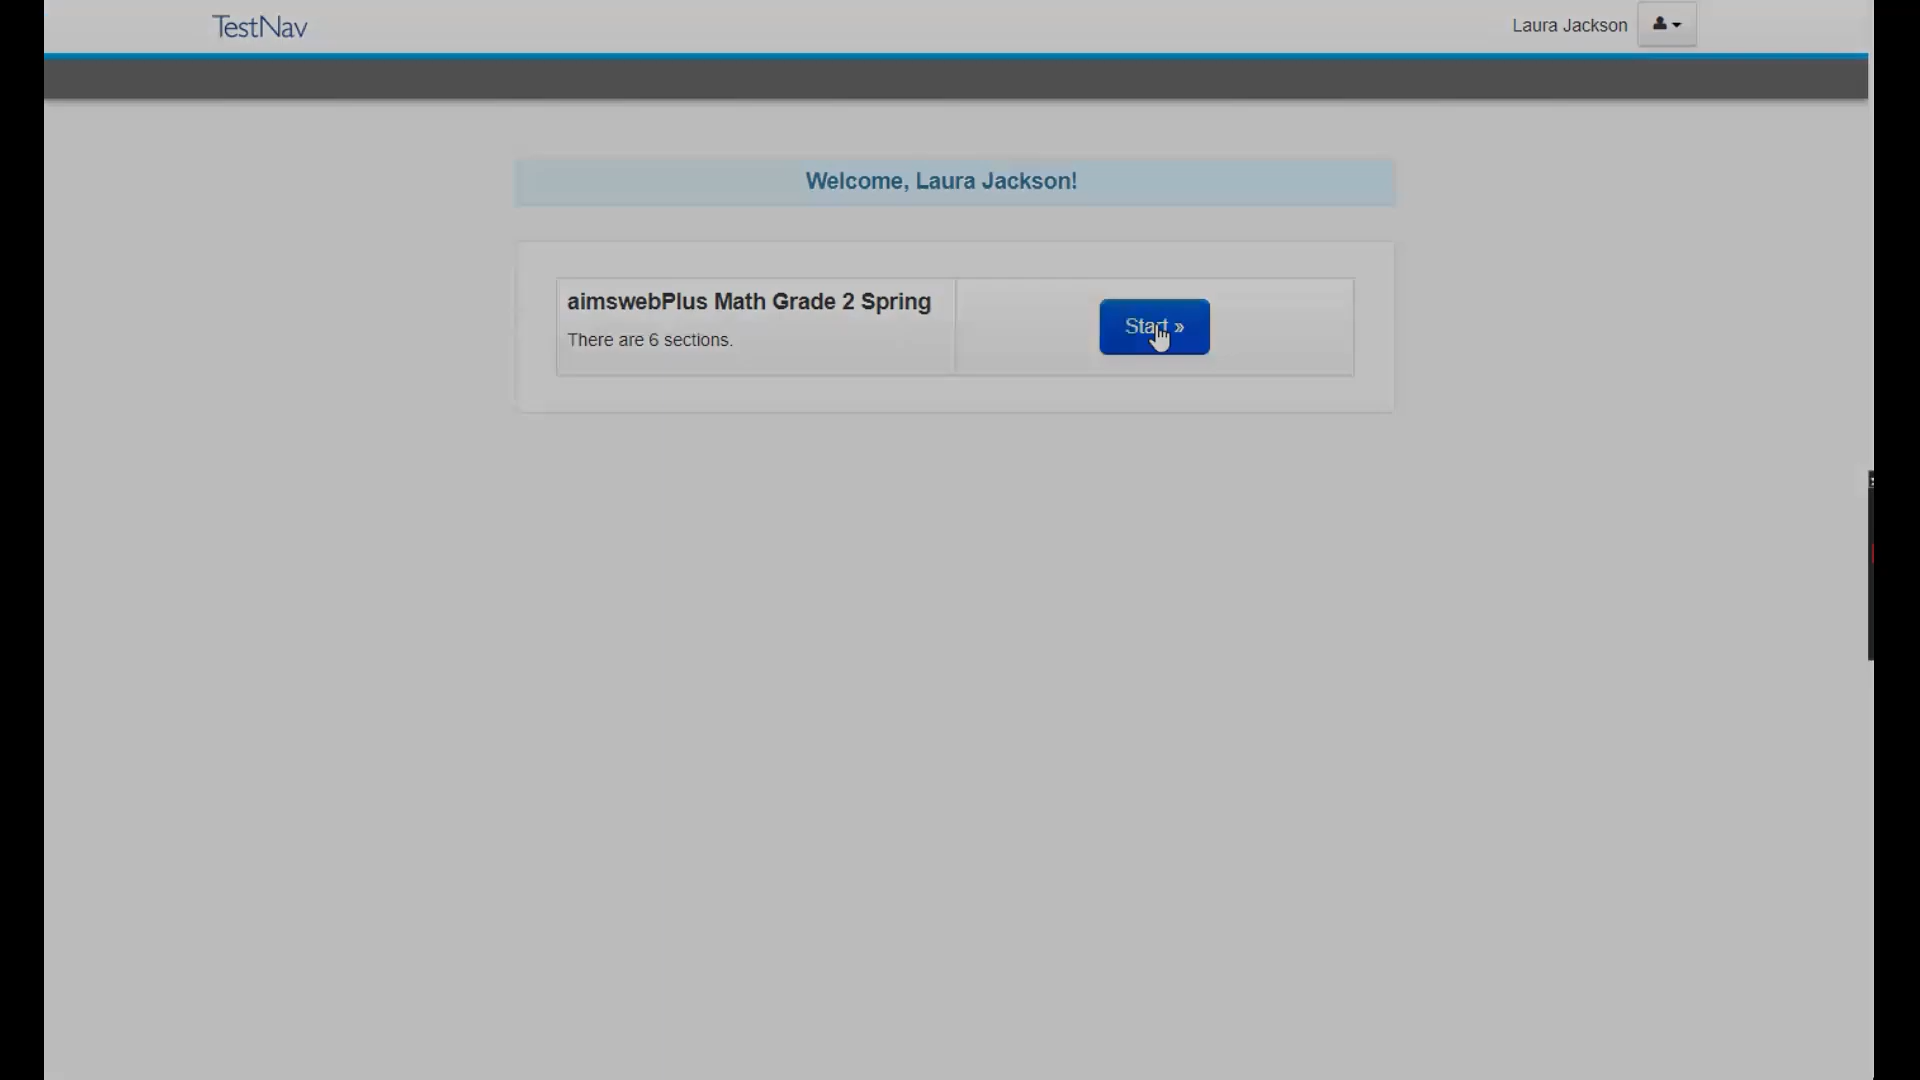 TestNav
Laura Jackson
Welcome, Laura Jackson!
aimswebPlus Math Grade 2 Spring
There are 6 sections.
Start »